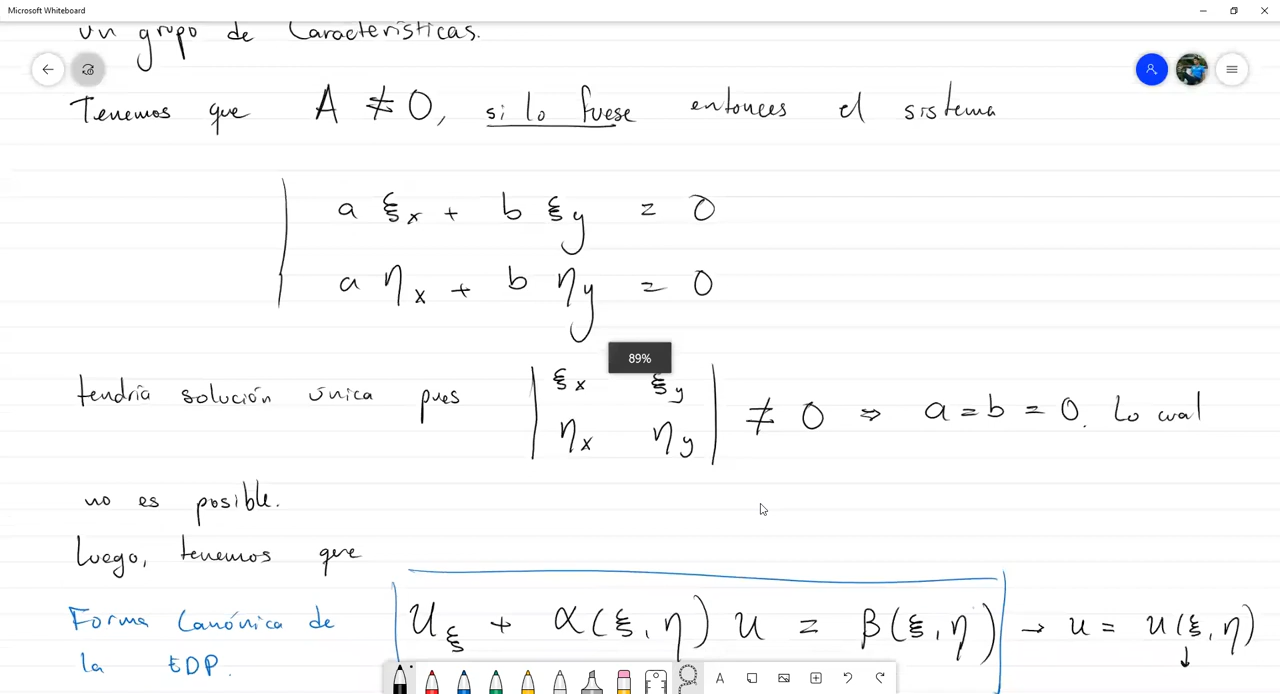 Microsoft Whiteboard
un grupo de Características.
Tenemos que A ≠ 0, si lo fuese entonces el sistema
a ξx + b ξy = 0
a ηx + b ηy = 0
89%
tendría solución única pues | ξx ξy
ηx ηy | ≠ 0 ⇒ a = b = 0. Lo cual
no es posible.
Luego, tenemos que
Forma Canónica de
la EDP.
uξ + α(ξ, η) u = β(ξ, η) → u = u(ξ, η)
↓
A